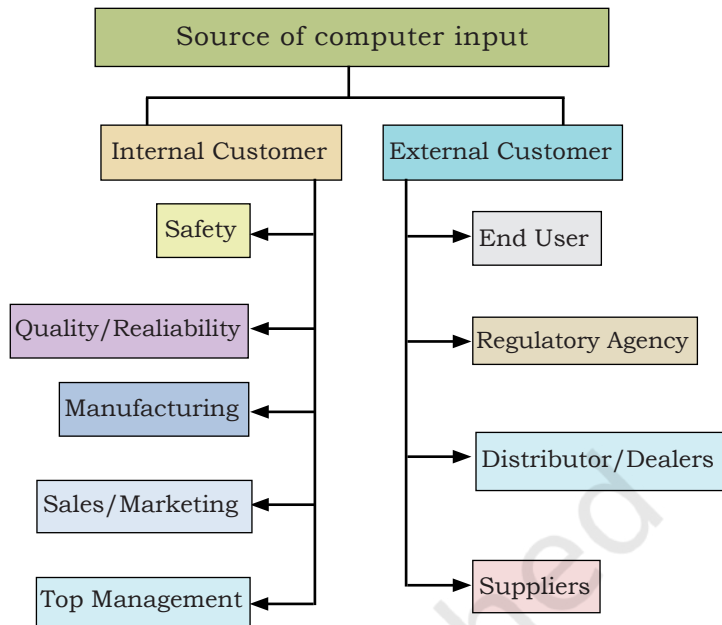 Source of computer input
Internal Customer
External Customer
Safety
Quality/Realiability
Manufacturing
Sales/Marketing
Top Management
End User
Regulatory Agency
Distributor/Dealers
Suppliers
hed